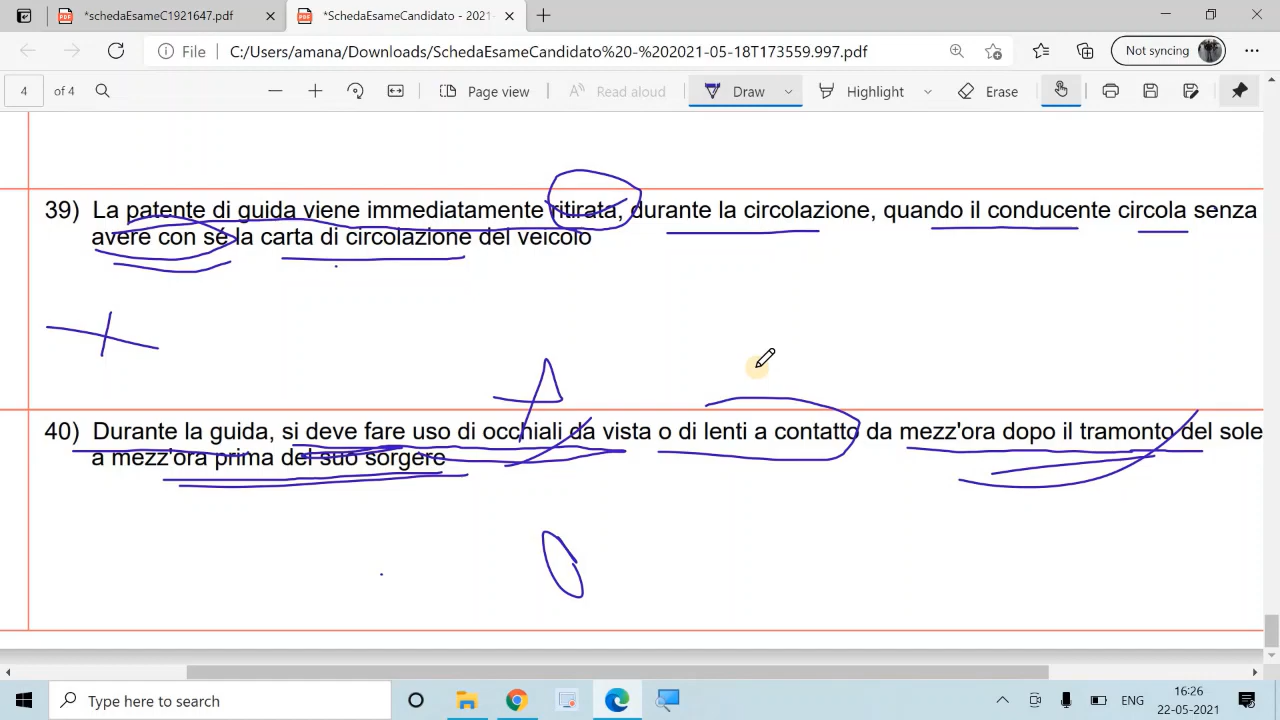 *schedaEsameC1921647.pdf
*SchedaEsameCandidato - 2021-
File
C:/Users/amana/Downloads/SchedaEsameCandidato%20-%202021-05-18T173559.997.pdf
Not syncing
4 of 4
Page view
Read aloud
Draw
Highlight
Erase
39) La patente di guida viene immediatamente ritirata, durante la circolazione, quando il conducente circola senza
avere con sé la carta di circolazione del veicolo
40) Durante la guida, si deve fare uso di occhiali da vista o di lenti a contatto da mezz'ora dopo il tramonto del sole
a mezz'ora prima del suo sorgere
Type here to search
ENG
16:26
22-05-2021